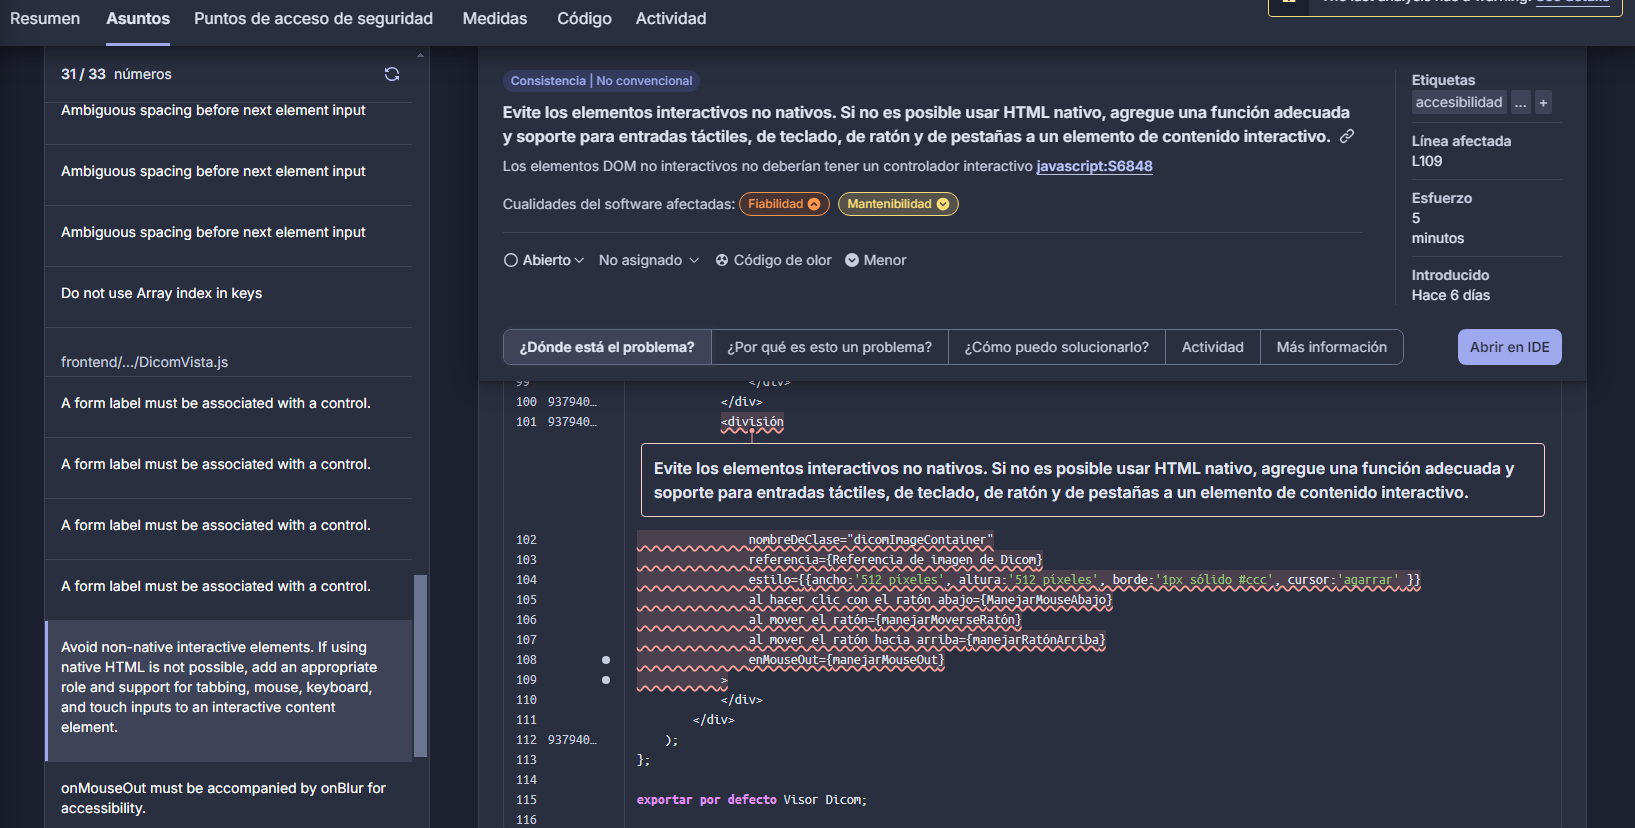 Resumen Asuntos Puntos de acceso de seguridad Medidas Código Actividad
See details
31 / 33 números
Ambiguous spacing before next element input
Ambiguous spacing before next element input
Ambiguous spacing before next element input
Do not use Array index in keys
frontend/.../DicomVista.js
A form label must be associated with a control.
A form label must be associated with a control.
A form label must be associated with a control.
A form label must be associated with a control.
Avoid non-native interactive elements. If using
native HTML is not possible, add an appropriate
role and support for tabbing, mouse, keyboard,
and touch inputs to an interactive content
element.
onMouseOut must be accompanied by onBlur for
accessibility.
Consistencia | No convencional
Evite los elementos interactivos no nativos. Si no es posible usar HTML nativo, agregue una función adecuada
y soporte para entradas táctiles, de teclado, de ratón y de pestañas a un elemento de contenido interactivo.
Los elementos DOM no interactivos no deberían tener un controlador interactivo javascript:S6848
Cualidades del software afectadas: Fiabilidad Mantenibilidad
Abierto No asignado Código de olor Menor
Etiquetas
accesibilidad ... +
Línea afectada
L109
Esfuerzo
5
minutos
Introducido
Hace 6 días
¿Dónde está el problema? ¿Por qué es esto un problema? ¿Cómo puedo solucionarlo? Actividad Más información
Abrir en IDE
99 </div>
100 937940... </div>
101 937940... <división
Evite los elementos interactivos no nativos. Si no es posible usar HTML nativo, agregue una función adecuada y
soporte para entradas táctiles, de teclado, de ratón y de pestañas a un elemento de contenido interactivo.
102 nombreDeClase="dicomImageContainer"
103 referencia={Referencia de imagen de Dicom}
104 estilo={{ancho:'512 píxeles', altura:'512 píxeles', borde:'1px sólido #ccc', cursor:'agarrar' }}
105 al hacer clic con el ratón abajo={ManejarMouseAbajo}
106 al mover el ratón={manejarMoverseRatón}
107 al mover el ratón hacia arriba={manejarRatónArriba}
108 enMouseOut={manejarMouseOut}
109 >
110 </div>
111 </div>
112 937940... );
113 };
114
115 exportar por defecto Visor Dicom;
116